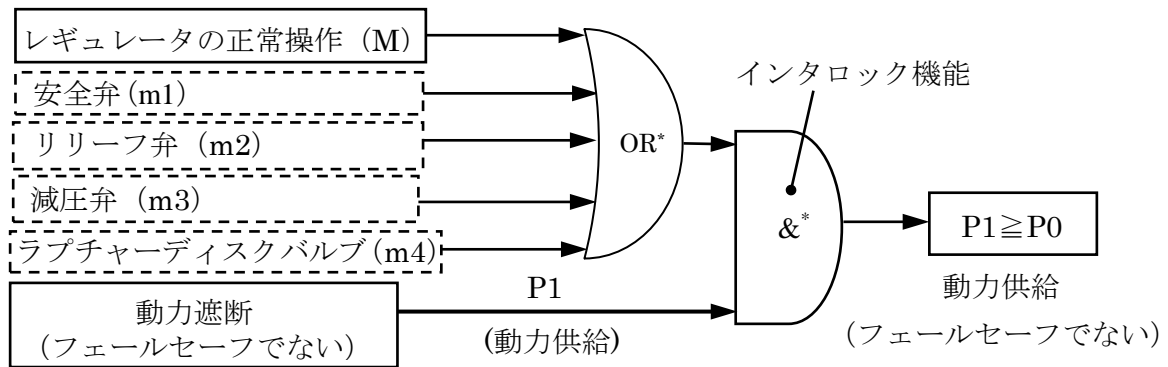 レギュレータの正常操作（M）
安全弁(m1)
リリーフ弁（m2）
減圧弁（m3）
ラプチャーディスクバルブ(m4)
動力遮断
（フェールセーフでない）
OR*
インタロック機能
&*
P1
(動力供給)
P1≧P0
動力供給
（フェールセーフでない）